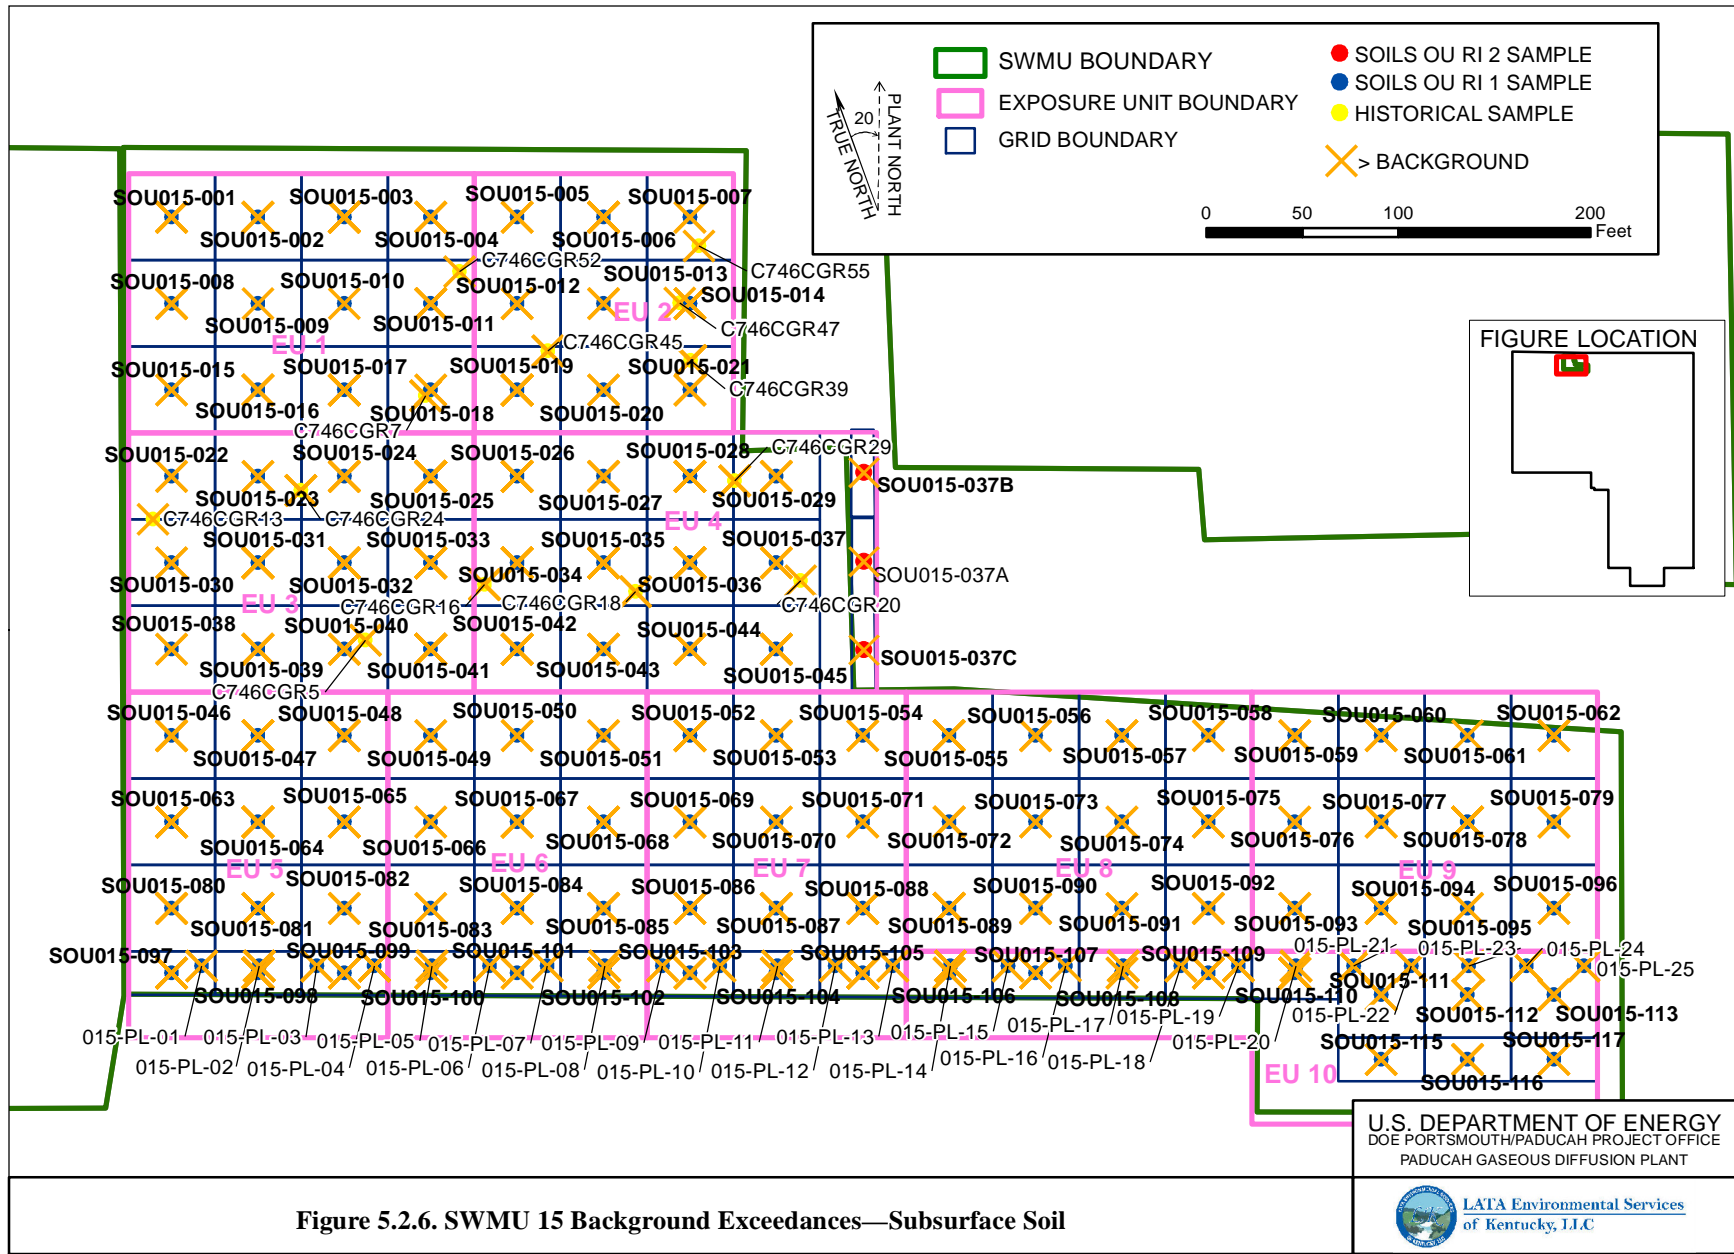 SWMU BOUNDARY
EXPOSURE UNIT BOUNDARY
GRID BOUNDARY
SOILS OU RI 2 SAMPLE
SOILS OU RI 1 SAMPLE
HISTORICAL SAMPLE
> BACKGROUND
20
TRUE NORTH
PLANT NORTH
0 50 100 200
Feet
FIGURE LOCATION
SOU015-001 SOU015-003 SOU015-005 SOU015-007
SOU015-002 SOU015-004 SOU015-006
C746CGR52 SOU015-013 C746CGR55
SOU015-008 SOU015-010 SOU015-012 SOU015-014
EU 2
SOU015-009 SOU015-011 C746CGR47
EU 1 C746CGR45
SOU015-015 SOU015-017 SOU015-019 SOU015-021
C746CGR39
SOU015-016 SOU015-018 SOU015-020
C746CGR7
SOU015-022 SOU015-024 SOU015-026 SOU015-028 C746CGR29
SOU015-037B
SOU015-023 SOU015-025 SOU015-027 SOU015-029
C746CGR13 C746CGR24 EU 4
SOU015-031 SOU015-033 SOU015-035 SOU015-037
SOU015-034 SOU015-037A
SOU015-030 SOU015-032 SOU015-036
EU 3 C746CGR16 C746CGR18 C746CGR20
SOU015-038 SOU015-040 SOU015-042 SOU015-044
SOU015-037C
SOU015-039 SOU015-041 SOU015-043 SOU015-045
C746CGR5
SOU015-046 SOU015-048 SOU015-050 SOU015-052 SOU015-054 SOU015-056 SOU015-058 SOU015-060 SOU015-062
SOU015-047 SOU015-049 SOU015-051 SOU015-053 SOU015-055 SOU015-057 SOU015-059 SOU015-061
SOU015-063 SOU015-065 SOU015-067 SOU015-069 SOU015-071 SOU015-073 SOU015-075 SOU015-077 SOU015-079
SOU015-064 SOU015-066 SOU015-068 SOU015-070 SOU015-072 SOU015-074 SOU015-076 SOU015-078
EU 5 EU 6 EU 7 EU 8 EU 9
SOU015-080 SOU015-082 SOU015-084 SOU015-086 SOU015-088 SOU015-090 SOU015-092 SOU015-094 SOU015-096
SOU015-081 SOU015-083 SOU015-085 SOU015-087 SOU015-089 SOU015-091 SOU015-093 SOU015-095
015-PL-21 015-PL-23 015-PL-24
SOU015-097 SOU015-099 SOU015-101 SOU015-103 SOU015-105 SOU015-107 SOU015-109 015-PL-25
SOU015-111
SOU015-098 SOU015-100 SOU015-102 SOU015-104 SOU015-106 SOU015-108 SOU015-110
015-PL-22 SOU015-112 SOU015-113
015-PL-01 015-PL-03 015-PL-05 015-PL-07 015-PL-09 015-PL-11 015-PL-13 015-PL-15 015-PL-17 015-PL-19
015-PL-20 SOU015-115 SOU015-117
015-PL-02 015-PL-04 015-PL-06 015-PL-08 015-PL-10 015-PL-12 015-PL-14 015-PL-16 015-PL-18
EU 10 SOU015-116
U.S. DEPARTMENT OF ENERGY
DOE PORTSMOUTH/PADUCAH PROJECT OFFICE
PADUCAH GASEOUS DIFFUSION PLANT
Figure 5.2.6. SWMU 15 Background Exceedances—Subsurface Soil
LATA Environmental Services
of Kentucky, LLC